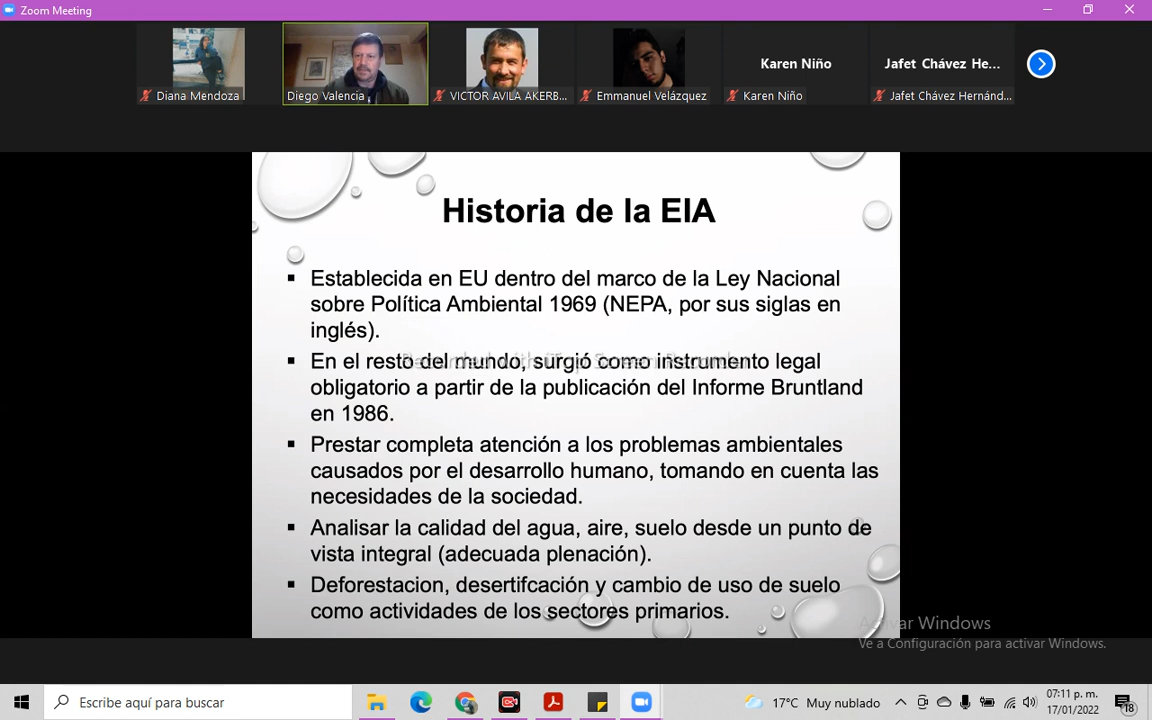 Zoom Meeting
Karen Niño
Jafet Chávez He...
Diana Mendoza
Diego Valencia
VICTOR AVILA AKERB...
Emmanuel Velázquez
Karen Niño
Jafet Chávez Hernánd...
Historia de la EIA
▪ Establecida en EU dentro del marco de la Ley Nacional
sobre Política Ambiental 1969 (NEPA, por sus siglas en
inglés).
▪ En el resto del mundo, surgió como instrumento legal
Recorded with iTop Screen Recorder
obligatorio a partir de la publicación del Informe Bruntland
en 1986.
▪ Prestar completa atención a los problemas ambientales
causados por el desarrollo humano, tomando en cuenta las
necesidades de la sociedad.
▪ Analisar la calidad del agua, aire, suelo desde un punto de
vista integral (adecuada plenación).
▪ Deforestacion, desertifcación y cambio de uso de suelo
como actividades de los sectores primarios.
Activar Windows
Ve a Configuración para activar Windows.
Escribe aquí para buscar
17°C Muy nublado
07:11 p. m.
17/01/2022
18